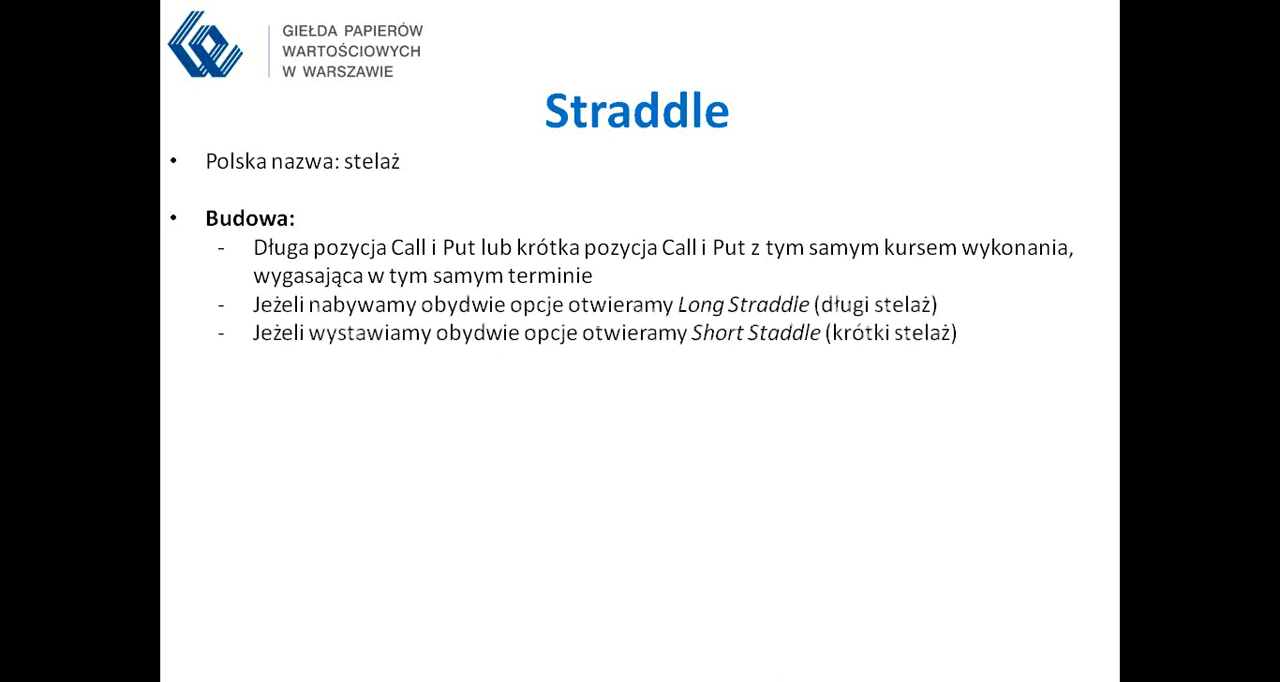 GIEŁDA PAPIERÓW
WARTOŚCIOWYCH
W WARSZAWIE
Straddle
• Polska nazwa: stelaż
• Budowa:
- Długa pozycja Call i Put lub krótka pozycja Call i Put z tym samym kursem wykonania,
wygasająca w tym samym terminie
- Jeżeli nabywamy obydwie opcje otwieramy Long Straddle (długi stelaż)
- Jeżeli wystawiamy obydwie opcje otwieramy Short Staddle (krótki stelaż)